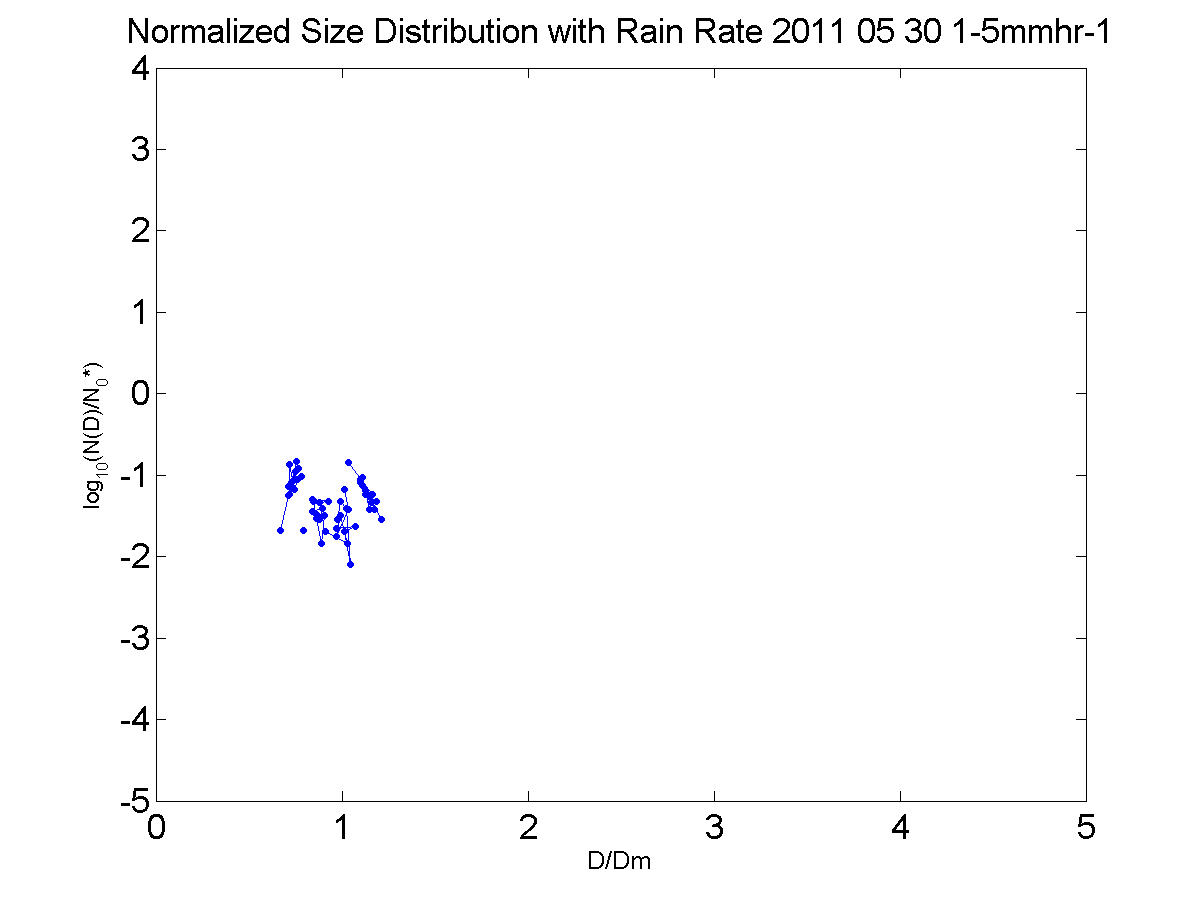 Normalized Size Distribution with Rain Rate 2011 05 30 1-5mmhr-1
4
3
2
1
0
-1
-2
-3
-4
-5
log10(N(D)/N0*)
0 1 2 3 4 5
D/Dm